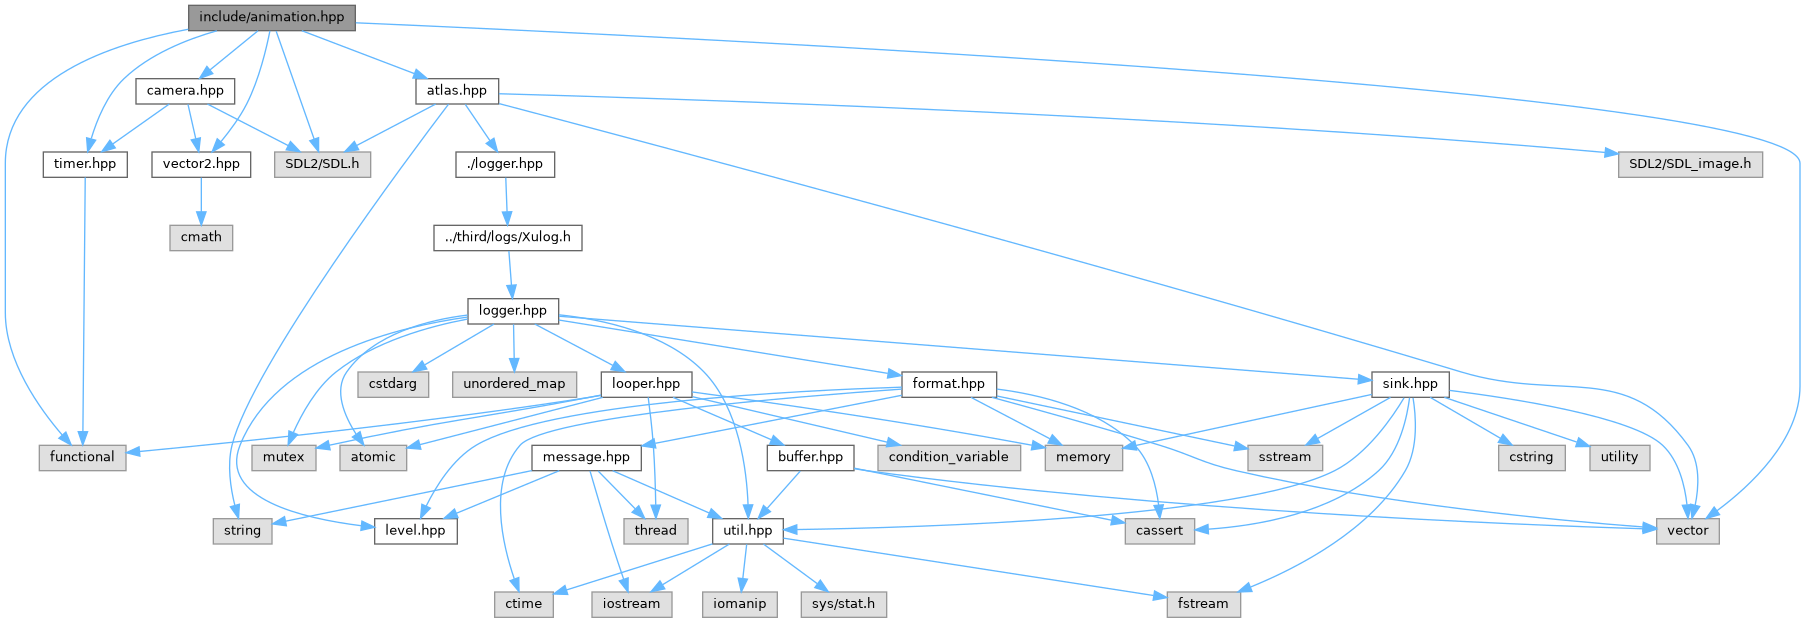 include/animation.hpp
camera.hpp
atlas.hpp
timer.hpp
vector2.hpp
SDL2/SDL.h
./logger.hpp
SDL2/SDL_image.h
cmath
../third/logs/Xulog.h
logger.hpp
cstdarg
unordered_map
looper.hpp
format.hpp
sink.hpp
functional
mutex
atomic
message.hpp
buffer.hpp
condition_variable
memory
sstream
cstring
utility
string
level.hpp
thread
util.hpp
cassert
vector
ctime
iostream
iomanip
sys/stat.h
fstream